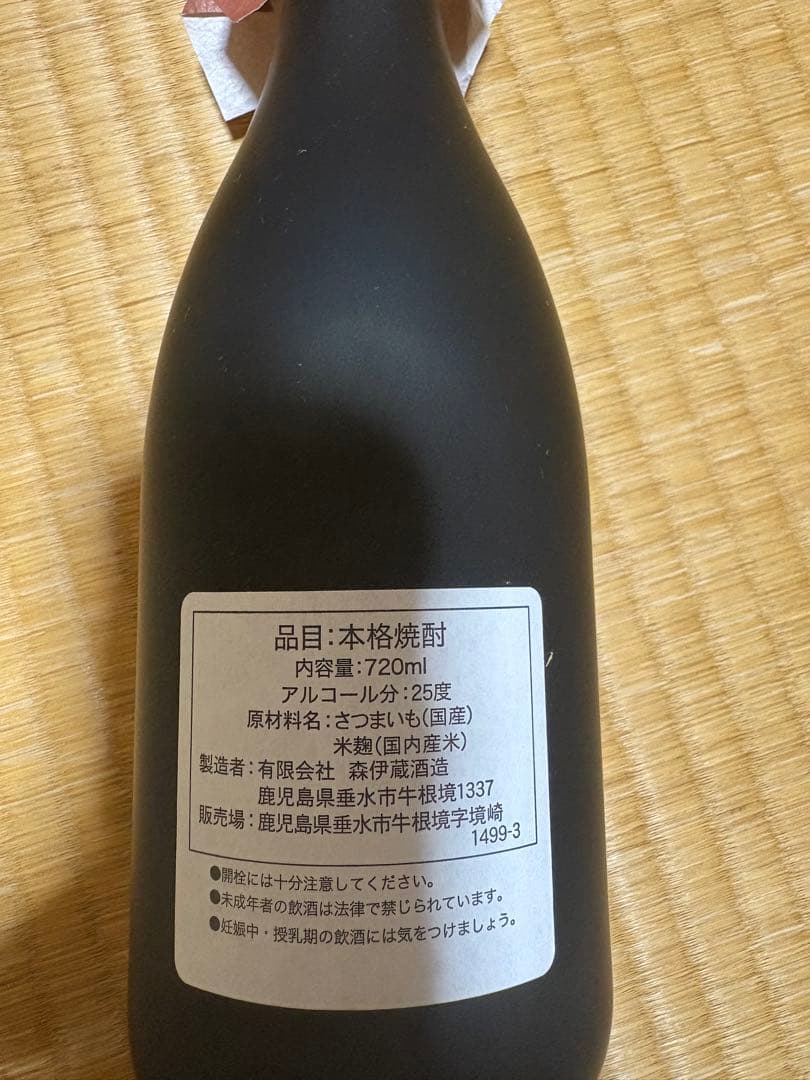 品目:本格焼酎
内容量:720ml
アルコール分:25度
原材料名:さつまいも(国産)
米麹(国内産米)
製造者:有限会社 森伊蔵酒造
鹿児島県垂水市牛根境1337
販売場:鹿児島県垂水市牛根境字境崎
1499-3
●開栓には十分注意してください。
●未成年者の飲酒は法律で禁じられています。
●妊娠中・授乳期の飲酒には気をつけましょう。